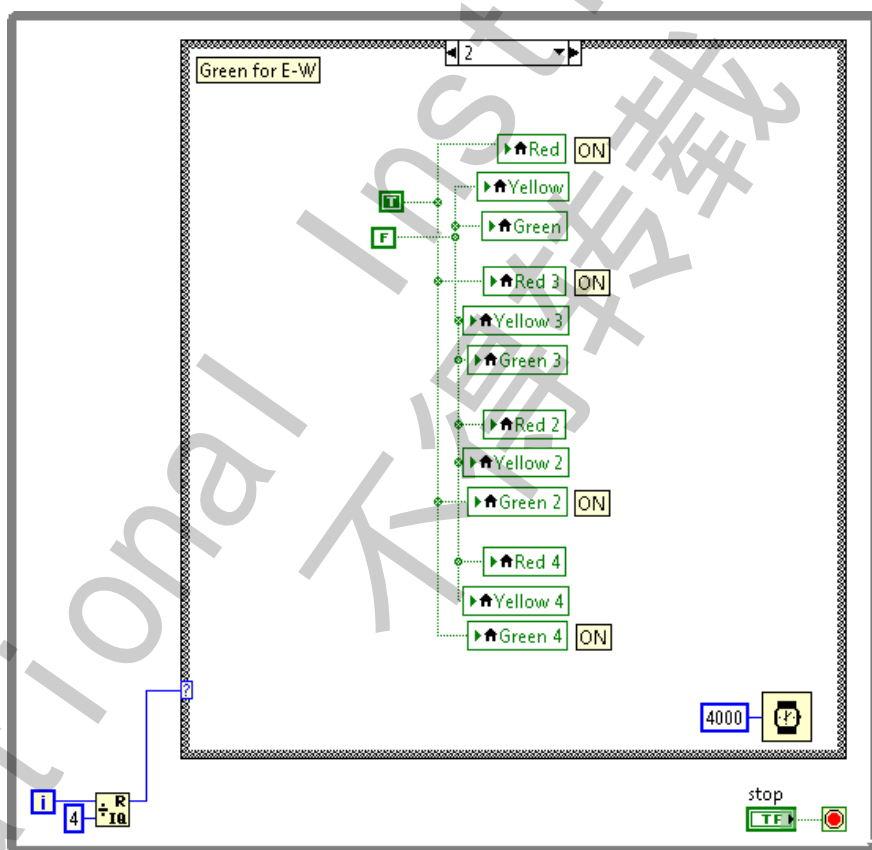 2
Green for E-W
Red ON
Yellow
T
Green
F
Red 3 ON
Yellow 3
Green 3
Red 2
Yellow 2
Green 2 ON
Red 4
Yellow 4
Green 4 ON
?
4000
i
4
R
IQ
stop
TF
tional Inst
不得转载